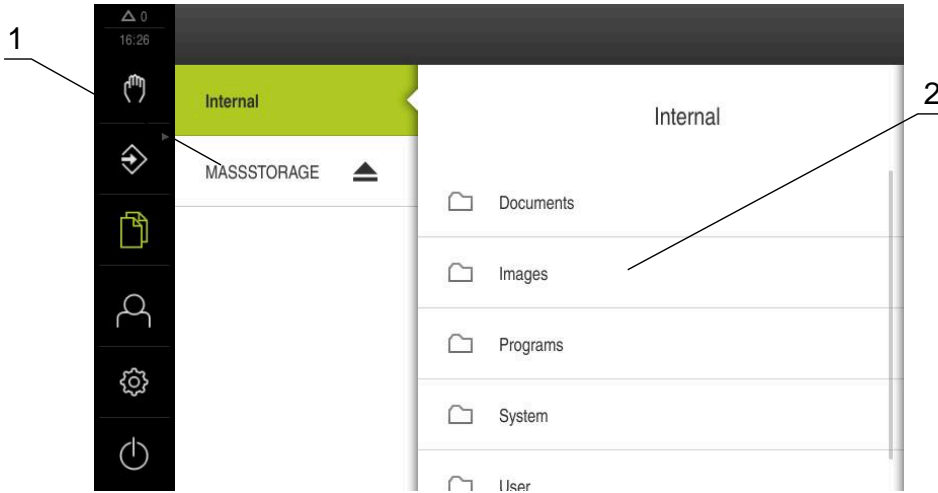 1
0
16:26
Internal
MASSSTORAGE
Internal
2
Documents
Images
Programs
System
User